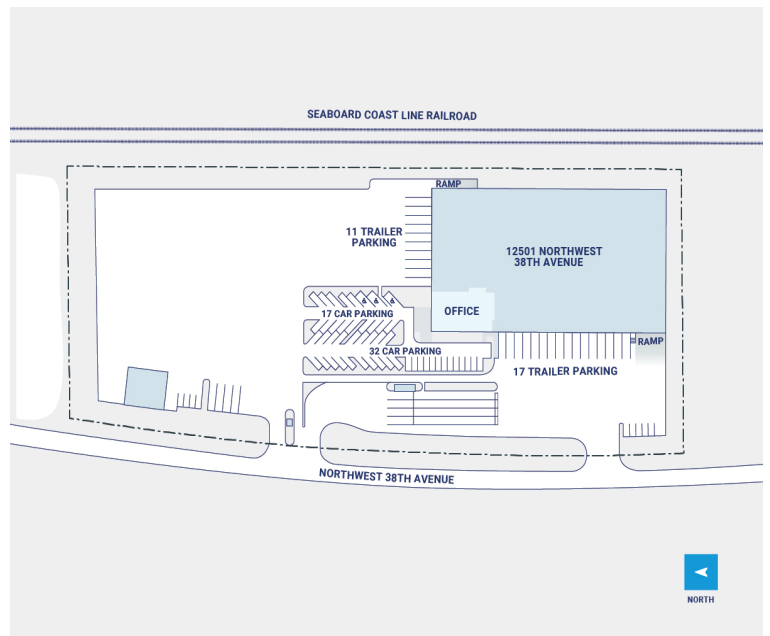 SEABOARD COAST LINE RAILROAD
RAMP
11 TRAILER
PARKING
12501 NORTHWEST
38TH AVENUE
17 CAR PARKING
OFFICE
32 CAR PARKING
RAMP
17 TRAILER PARKING
NORTHWEST 38TH AVENUE
NORTH